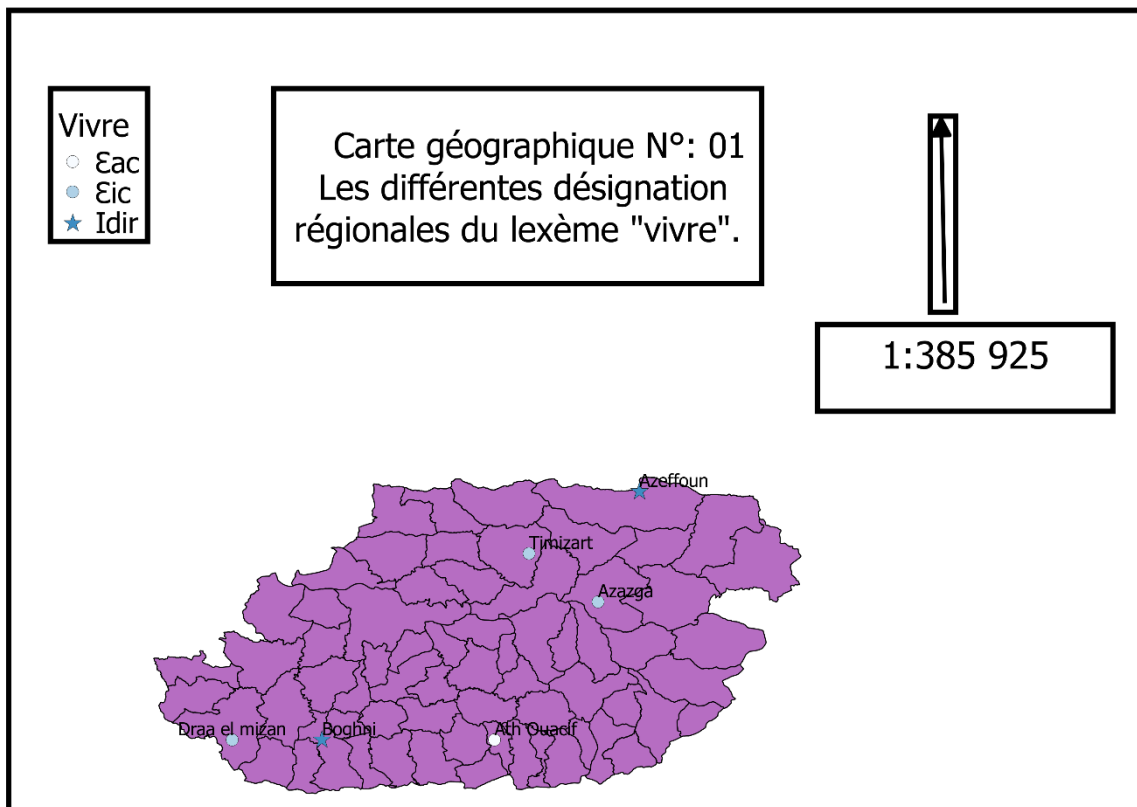 Vivre
Ɛac
Ɛic
Idir
Carte géographique N°: 01
Les différentes désignation
régionales du lexème "vivre".
1:385 925
Azeffoun
Timizart
Azazga
Draa el mizan
Boghni
Ath Ouacif